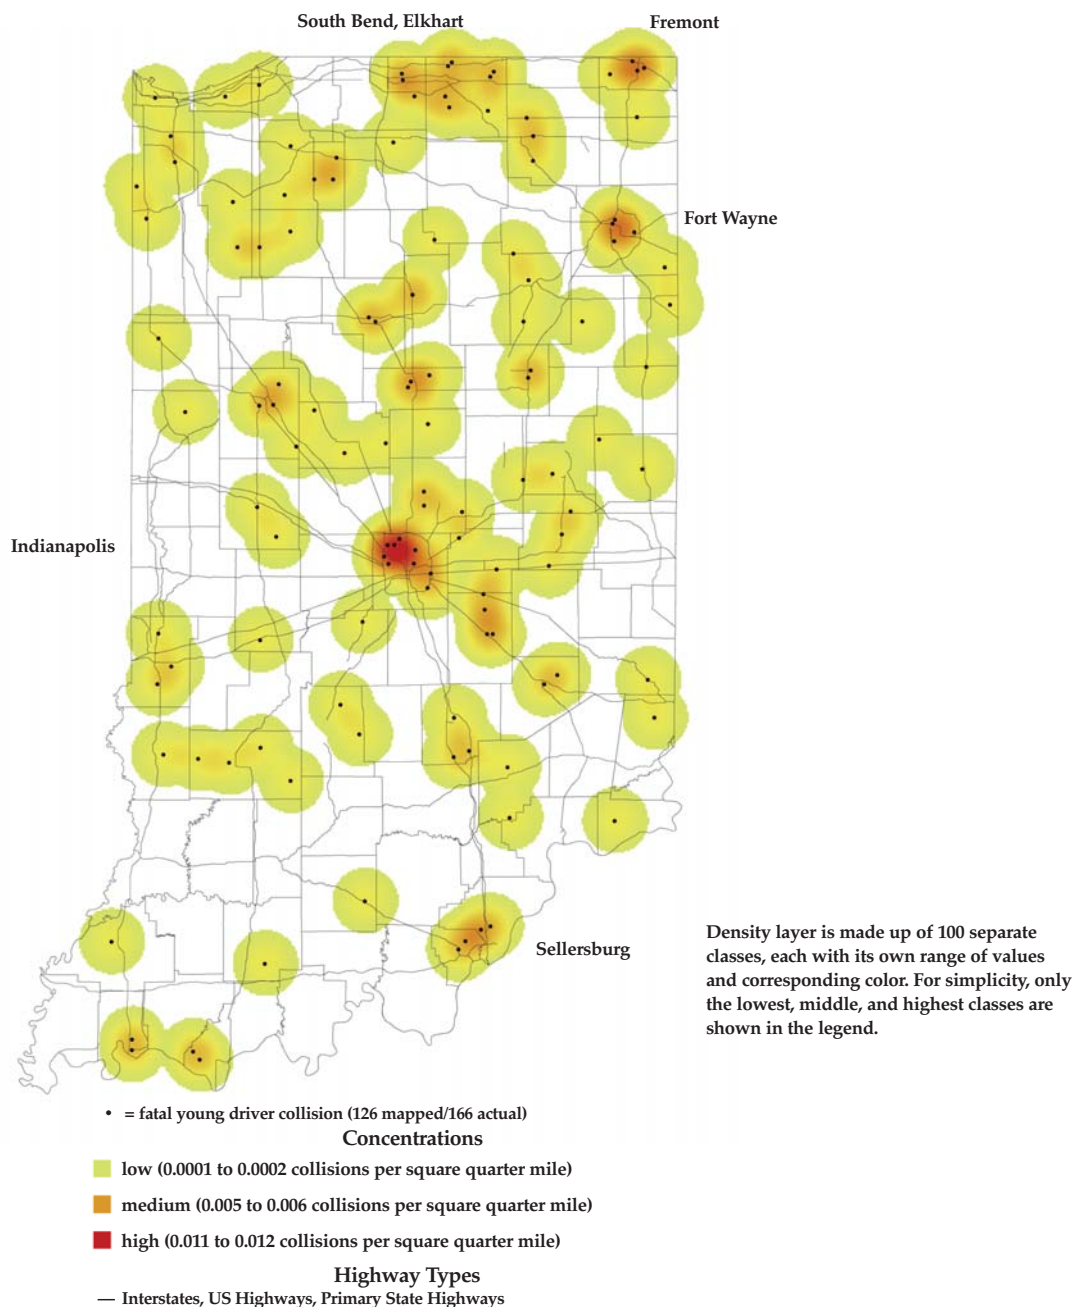 South Bend, Elkhart
Fremont
Fort Wayne
Indianapolis
Sellersburg
Density layer is made up of 100 separate
classes, each with its own range of values
and corresponding color. For simplicity, only
the lowest, middle, and highest classes are
shown in the legend.
• = fatal young driver collision (126 mapped/166 actual)
Concentrations
low (0.0001 to 0.0002 collisions per square quarter mile)
medium (0.005 to 0.006 collisions per square quarter mile)
high (0.011 to 0.012 collisions per square quarter mile)
Highway Types
— Interstates, US Highways, Primary State Highways